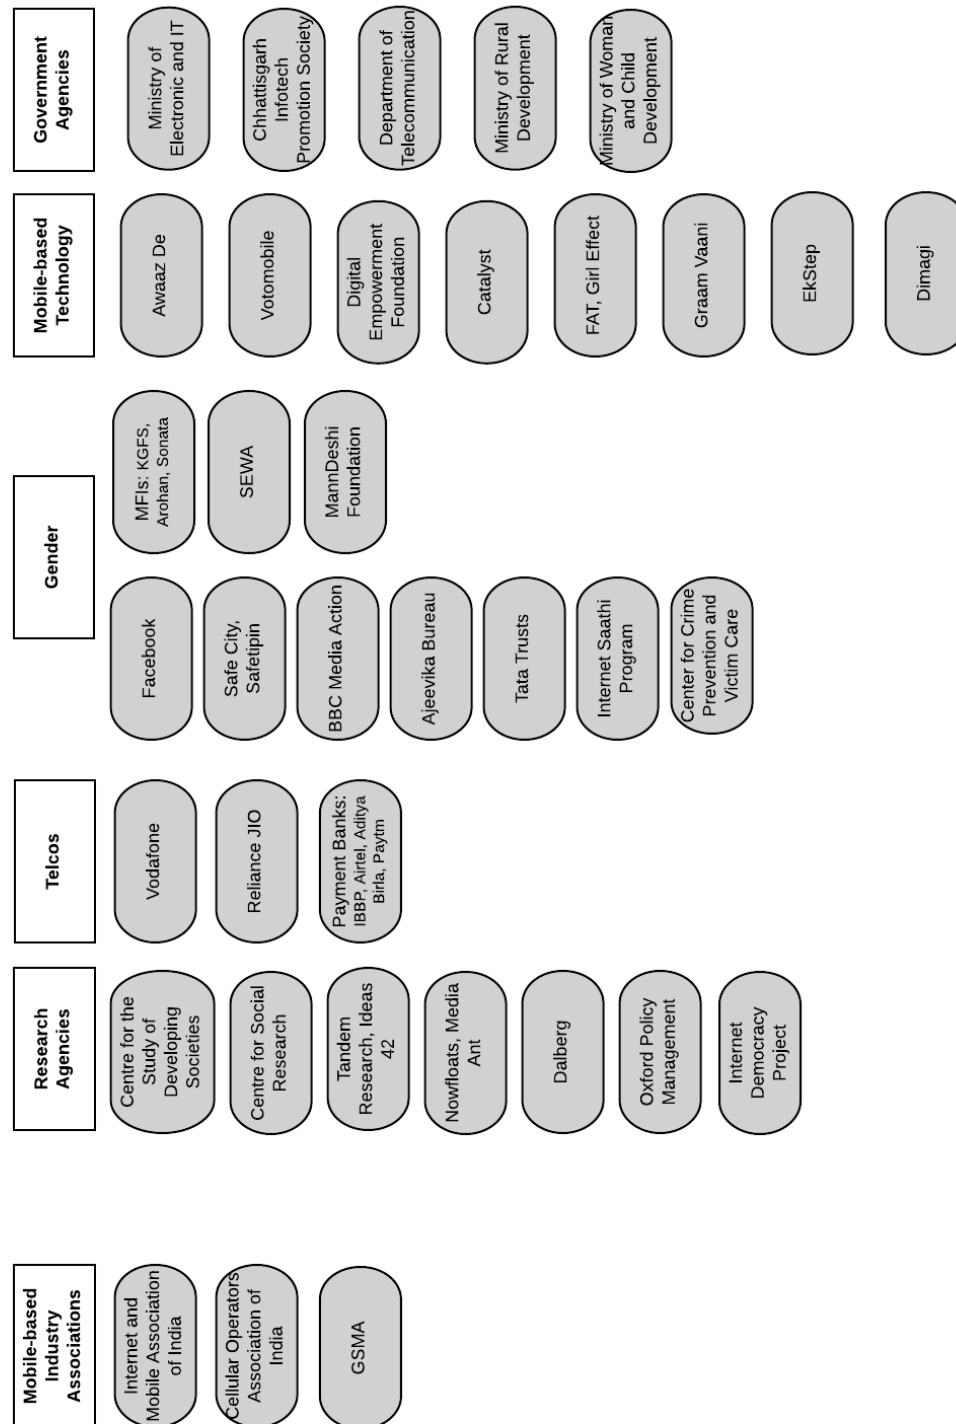 Mobile-based
Industry
Associations
Internet and
Mobile Association
of India
Cellular Operators
Association of
India
GSMA
Research
Agencies
Centre for the
Study of
Developing
Societies
Centre for Social
Research
Tandem
Research, Ideas
42
Nowfloats, Media
Ant
Dalberg
Oxford Policy
Management
Internet
Democracy
Project
Telcos
Vodafone
Reliance JIO
Payment Banks:
IBBP, Airtel, Aditya
Birla, Paytm
Gender
Facebook
Safe City,
Safetipin
BBC Media Action
Ajeevika Bureau
Tata Trusts
Internet Saathi
Program
Center for Crime
Prevention and
Victim Care
MFIs: KGFS,
Arohan, Sonata
SEWA
MannDeshi
Foundation
Mobile-based
Technology
Awaaz De
Votomobile
Digital
Empowerment
Foundation
Catalyst
FAT, Girl Effect
Graam Vaani
EkStep
Dimagi
Government
Agencies
Ministry of
Electronic and IT
Chhattisgarh
Infotech
Promotion Society
Department of
Telecommunication
Ministry of Rural
Development
Ministry of Woman
and Child
Development